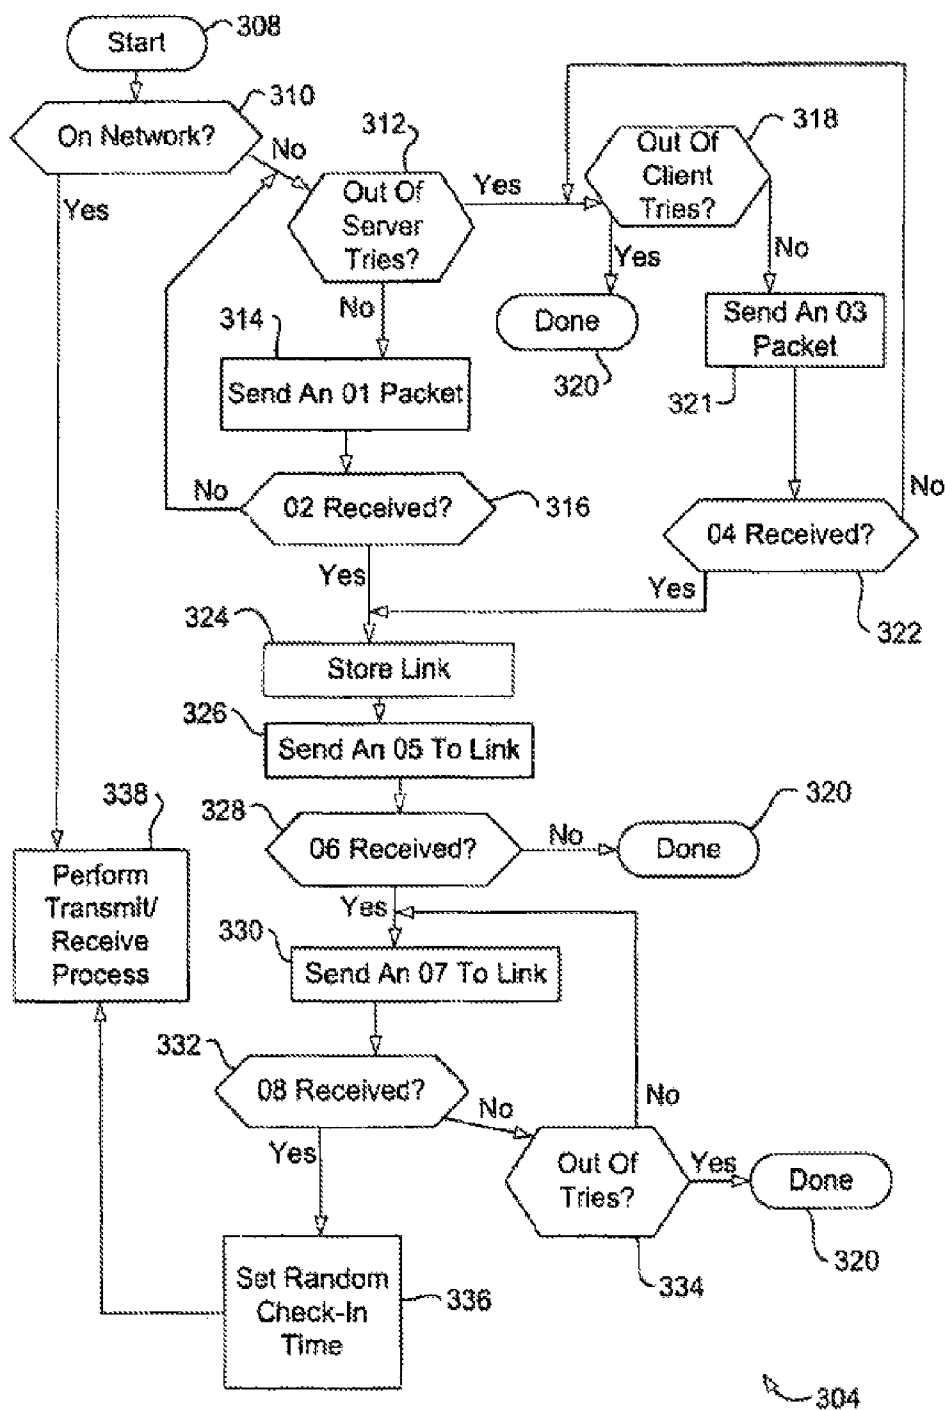 Start
308
On Network?
310
No
Yes
312
Out Of
Server
Tries?
Yes
318
Out Of
Client
Tries?
Yes
No
Done
320
No
314
Send An 01 Packet
Send An 03
Packet
321
No
02 Received?
316
04 Received?
No
322
Yes
Yes
324
Store Link
326
Send An 05 To Link
328
06 Received?
No
Done
320
338
Perform
Transmit/
Receive
Process
Yes
330
Send An 07 To Link
332
08 Received?
No
No
Yes
Out Of
Tries?
Yes
Done
320
334
Set Random
Check-In
Time
336
304